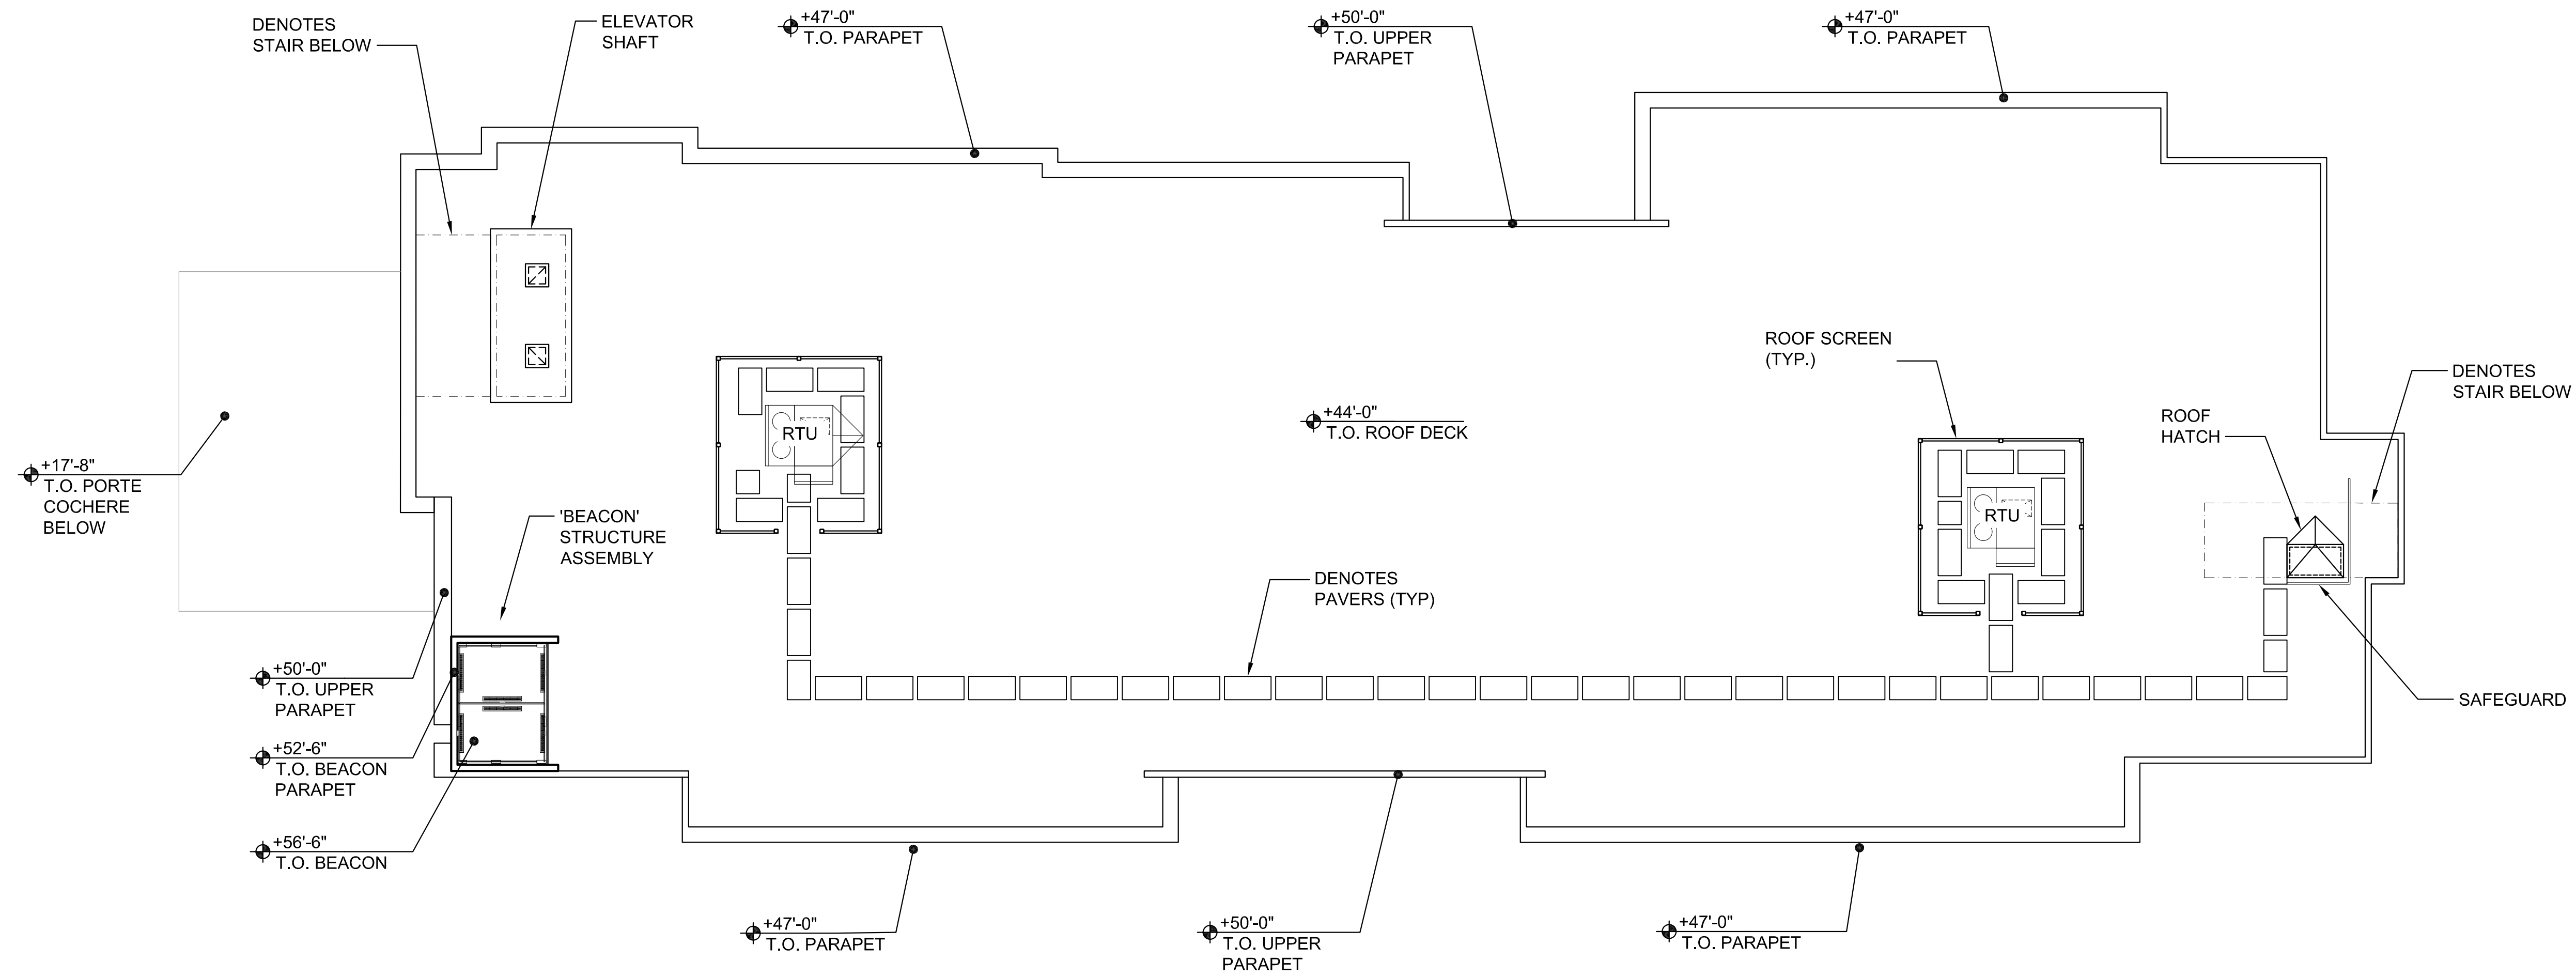 DENOTES
STAIR BELOW
ELEVATOR
SHAFT
+47'-0"
T.O. PARAPET
+50'-0"
T.O. UPPER
PARAPET
+47'-0"
T.O. PARAPET
ROOF SCREEN
(TYP.)
DENOTES
STAIR BELOW
+44'-0"
T.O. ROOF DECK
ROOF
HATCH
RTU
+17'-8"
T.O. PORTE
COCHERE
BELOW
'BEACON'
STRUCTURE
ASSEMBLY
RTU
DENOTES
PAVERS (TYP)
+50'-0"
T.O. UPPER
PARAPET
SAFEGUARD
+52'-6"
T.O. BEACON
PARAPET
+56'-6"
T.O. BEACON
+47'-0"
T.O. PARAPET
+50'-0"
T.O. UPPER
PARAPET
+47'-0"
T.O. PARAPET